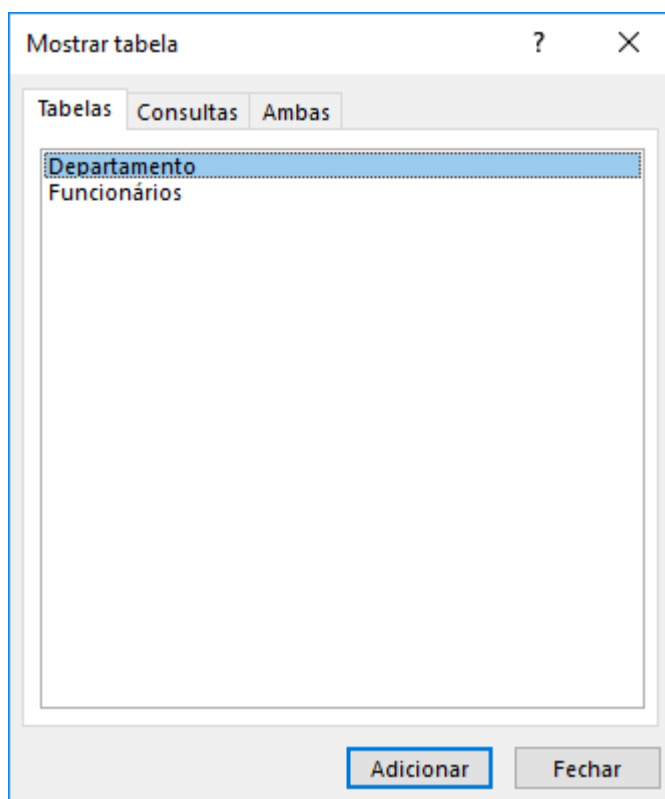 Mostrar tabela ?
Tabelas Consultas Ambas
Departamento
Funcionários
Adicionar Fechar